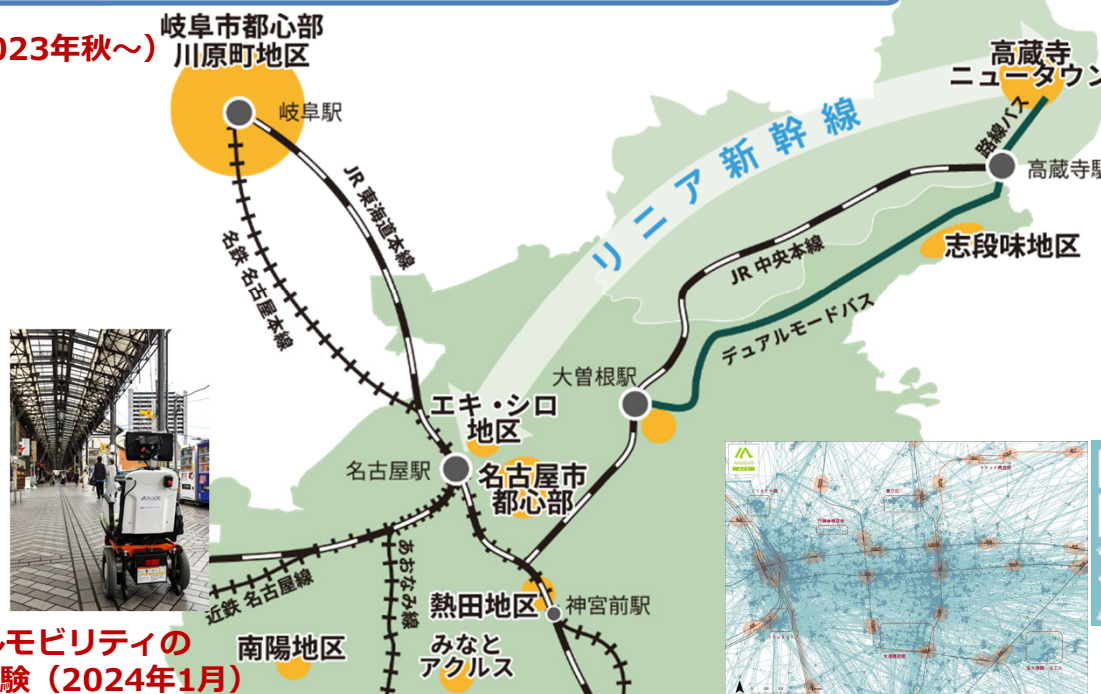 023年秋～）
岐阜市都心部
川原町地区
岐阜駅
高蔵寺
ニュータウン
路線バス
高蔵寺駅
リニア新幹線
JR 東海道本線
名鉄 名古屋本線
志段味地区
JR 中央本線
デュアルモードバス
大曽根駅
エキ・シロ
地区
名古屋駅
名古屋市
都心部
あおなみ線
近鉄 名古屋線
熱田地区
神宮前駅
南陽地区
みなと
アクルス
ルモビリティの
験（2024年1月）